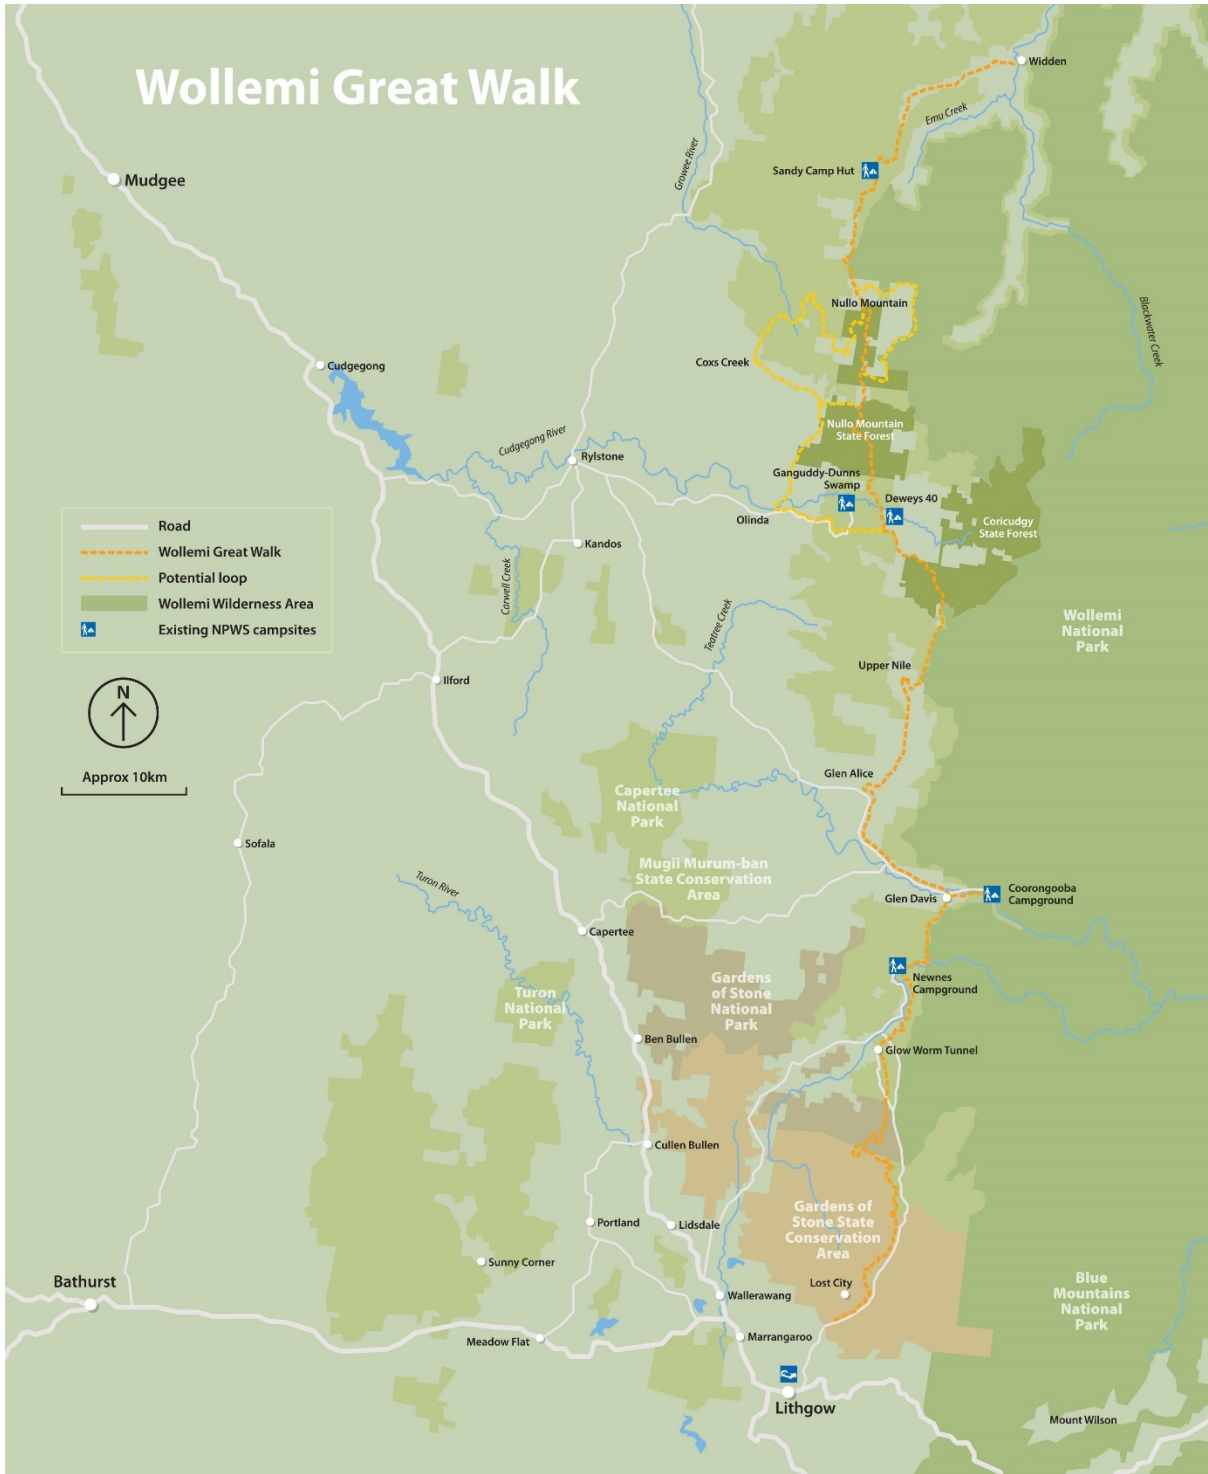 Wollemi Great Walk
Widden
Emu Creek
Growee River
Sandy Camp Hut
Mudgee
Nullo Mountain
Blackwater Creek
Coxs Creek
Cudgegong
Nullo Mountain
State Forest
Cudgegong River
Rylstone
Ganguddy-Dunns
Swamp
Deweys 40
Olinda
Coricudgy
State Forest
Road
Wollemi Great Walk
Potential loop
Wollemi Wilderness Area
Existing NPWS campsites
Kandos
Carwell Creek
Teatree Creek
Wollemi
National
Park
Upper Nile
Ilford
N
Approx 10km
Glen Alice
Capertee
National
Park
Sofala
Mugii Murum-ban
State Conservation
Area
Turon River
Glen Davis
Coorongooba
Campground
Capertee
Newnes
Campground
Gardens
of Stone
National
Park
Turon
National
Park
Ben Bullen
Glow Worm Tunnel
Cullen Bullen
Gardens of
Stone State
Conservation
Area
Portland
Lidsdale
Sunny Corner
Lost City
Bathurst
Wallerawang
Blue
Mountains
National
Park
Meadow Flat
Marrangaroo
Lithgow
Mount Wilson